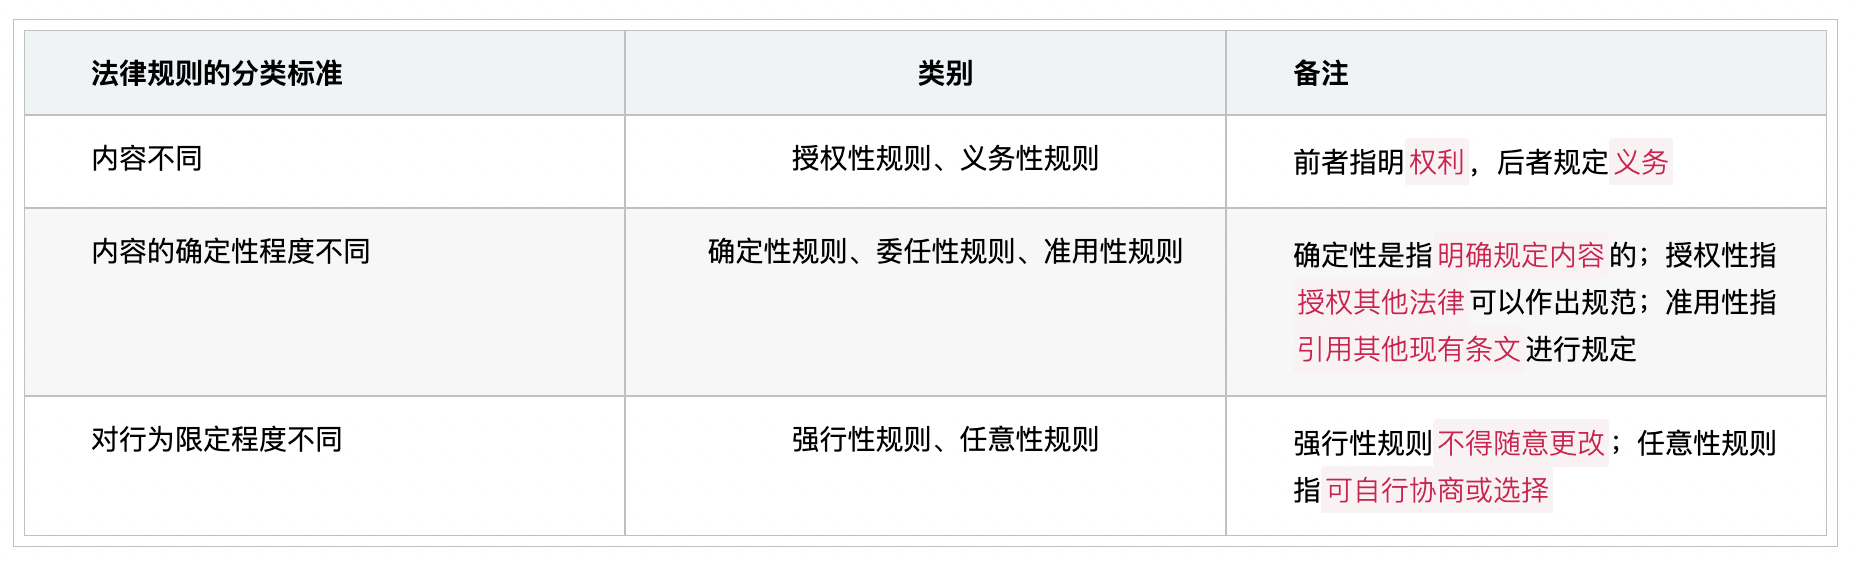 法律规则的分类标准
类别
备注
内容不同
授权性规则、义务性规则
前者指明权利，后者规定义务
内容的确定性程度不同
确定性规则、委任性规则、准用性规则
确定性是指明确规定内容的；授权性指
授权其他法律可以作出规范；准用性指
引用其他现有条文进行规定
对行为限定程度不同
强行性规则、任意性规则
强行性规则不得随意更改；任意性规则
指可自行协商或选择